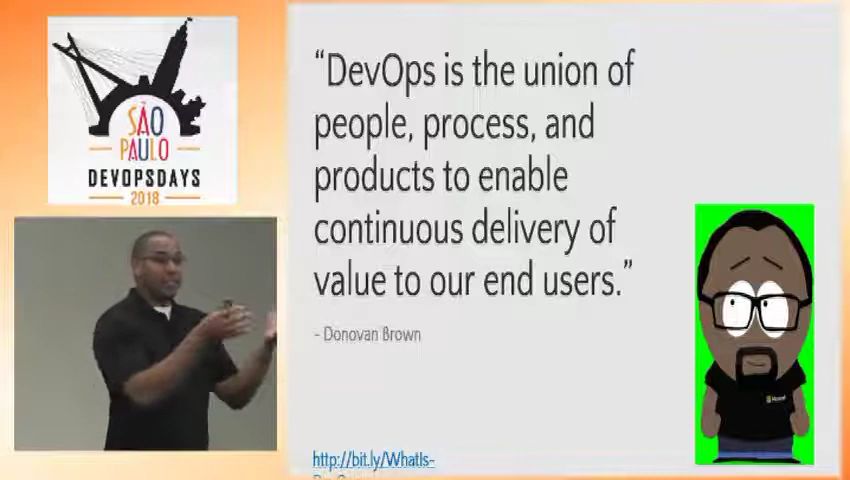 SÃO
PAULO
DEVOPSDAYS
2018
“DevOps is the union of
people, process, and
products to enable
continuous delivery of
value to our end users.”
- Donovan Brown
http://bit.ly/WhatIs-